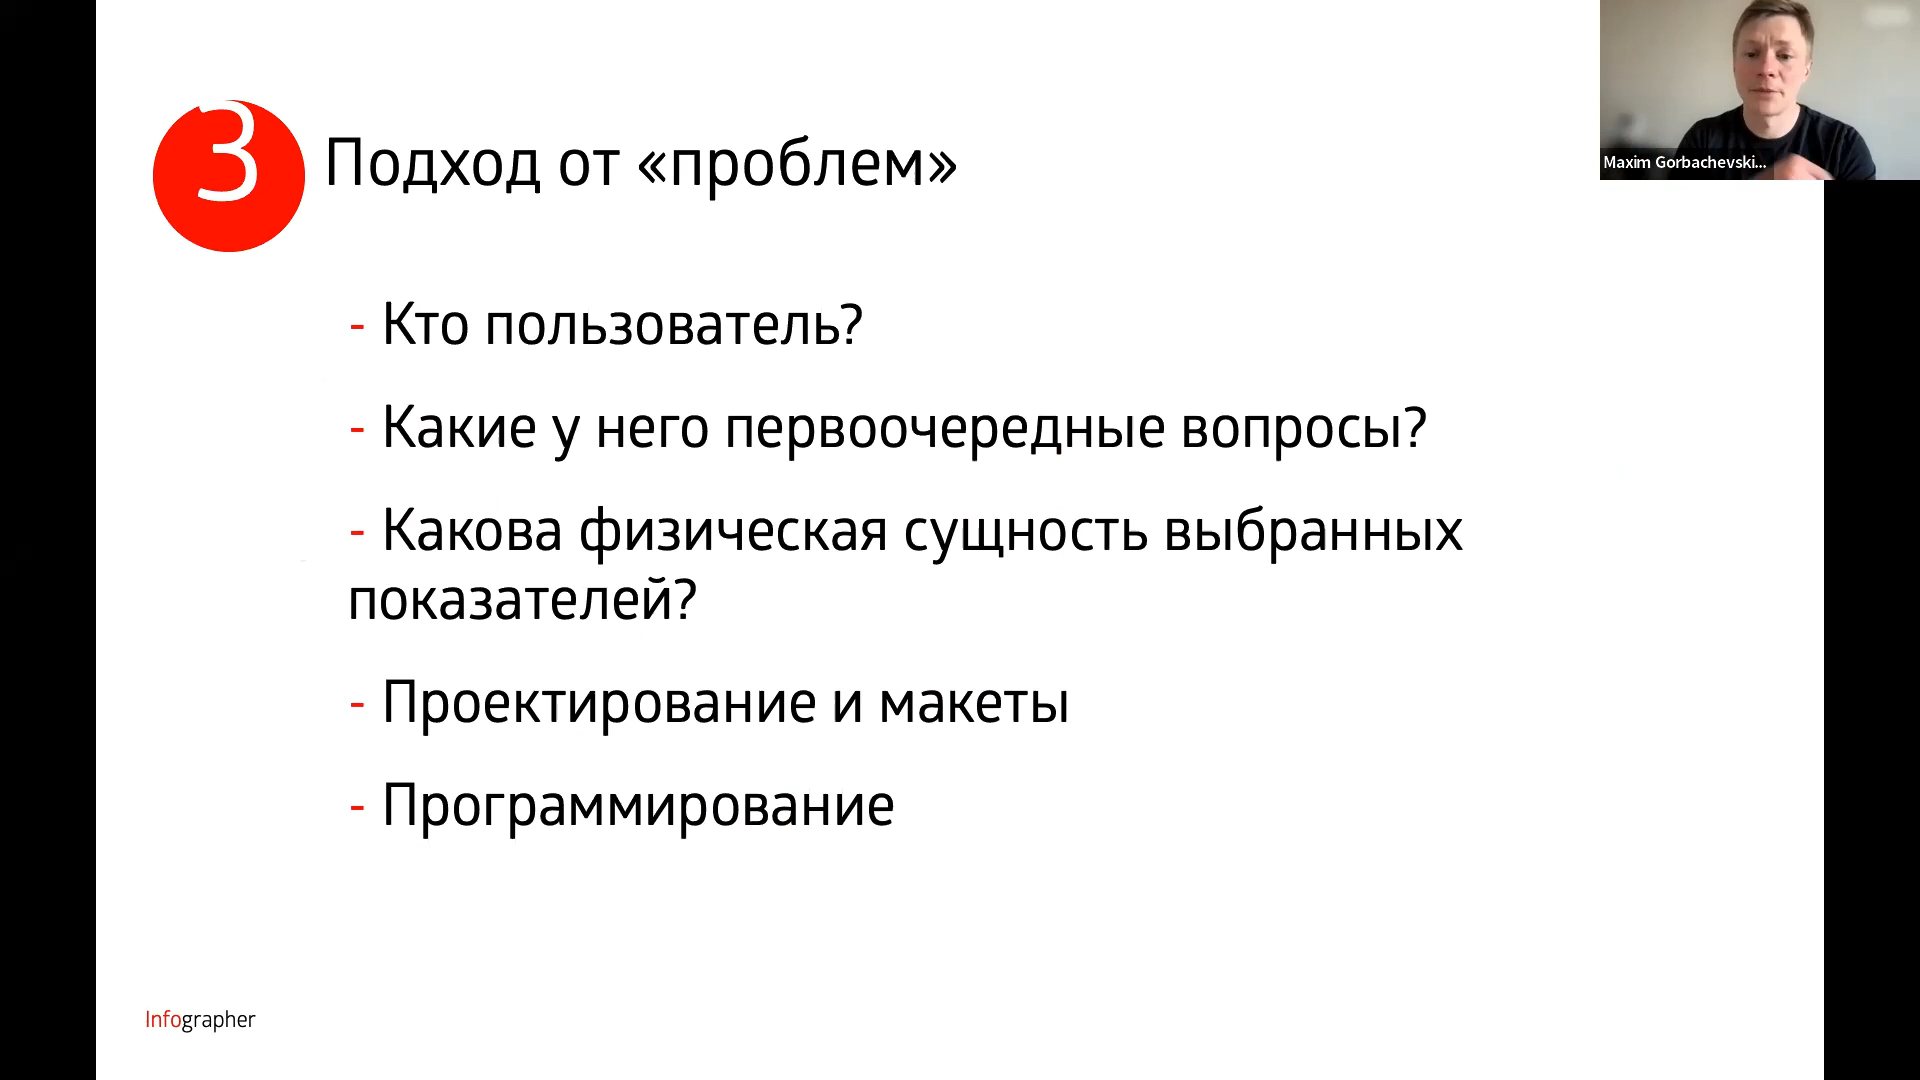 3
Подход от «проблем»
Maxim Gorbachevski...
- Кто пользователь?
- Какие у него первоочередные вопросы?
- Какова физическая сущность выбранных
показателей?
- Проектирование и макеты
- Программирование
Infographer